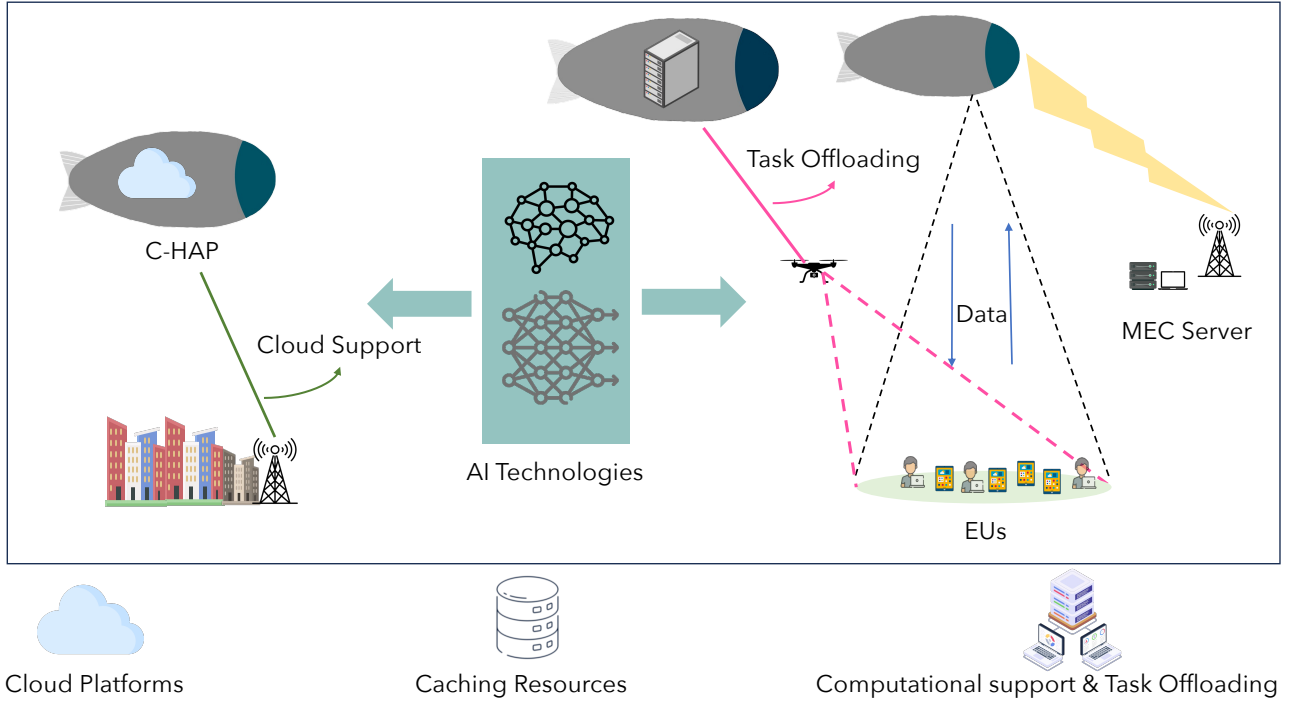 Task Offloading
C-HAP
Data
MEC Server
Cloud Support
AI Technologies
EUs
Cloud Platforms
Caching Resources
Computational support & Task Offloading